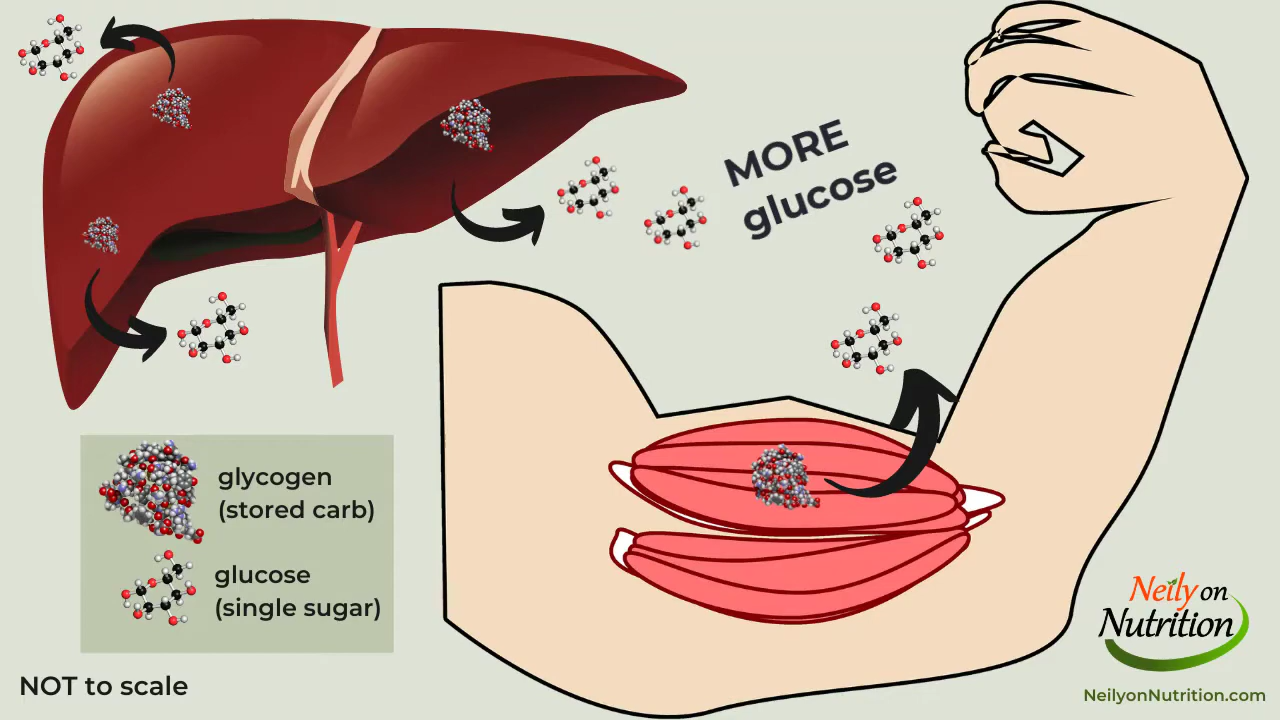 MORE
glucose
glycogen
(stored carb)
glucose
(single sugar)
NOT to scale
Neily on
Nutrition
NeilyonNutrition.com